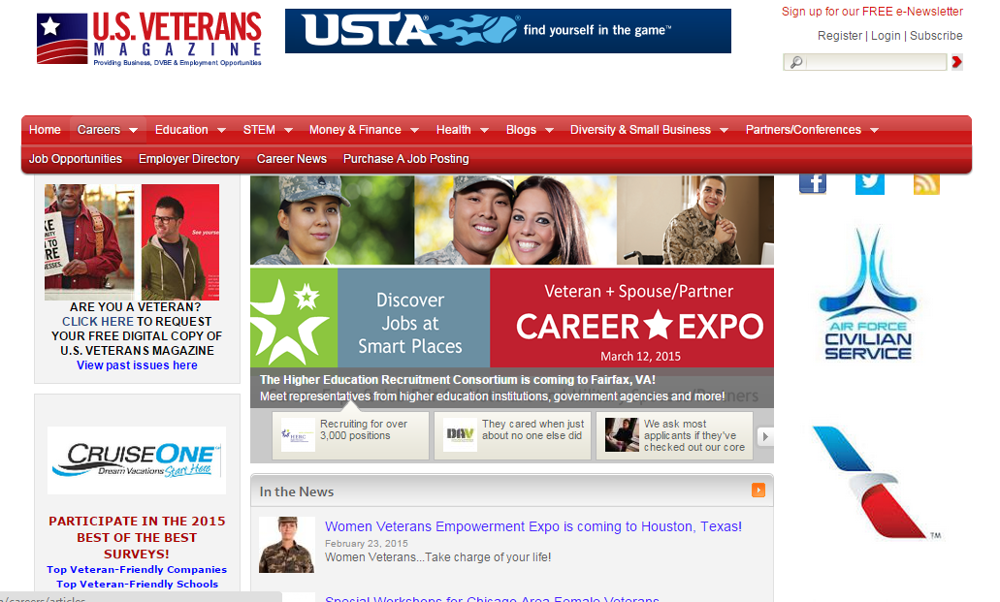 U.S. VETERANS
MAGAZINE
Providing Business, DVBE & Employment Opportunities
USTA find yourself in the game™
Sign up for our FREE e-Newsletter
Register | Login | Subscribe
Home Careers Education STEM Money & Finance Health Blogs Diversity & Small Business Partners/Conferences
Job Opportunities Employer Directory Career News Purchase A Job Posting
ARE YOU A VETERAN?
CLICK HERE TO REQUEST
YOUR FREE DIGITAL COPY OF
U.S. VETERANS MAGAZINE
View past issues here
CRUISEONE
Dream Vacations Start Here
PARTICIPATE IN THE 2015
BEST OF THE BEST
SURVEYS!
Top Veteran-Friendly Companies
Top Veteran-Friendly Schools
Discover
Jobs at
Smart Places
Veteran + Spouse/Partner
CAREER EXPO
March 12, 2015
The Higher Education Recruitment Consortium is coming to Fairfax, VA!
Meet representatives from higher education institutions, government agencies and more!
HERC
Recruiting for over
3,000 positions
DAV
They cared when just
about no one else did
We ask most
applicants if they've
checked out our core
In the News
Women Veterans Empowerment Expo is coming to Houston, Texas!
February 23, 2015
Women Veterans...Take charge of your life!
Special Workshops for Chicago Area Female Veterans
AIR FORCE
CIVILIAN
SERVICE
TM
/careers/articles